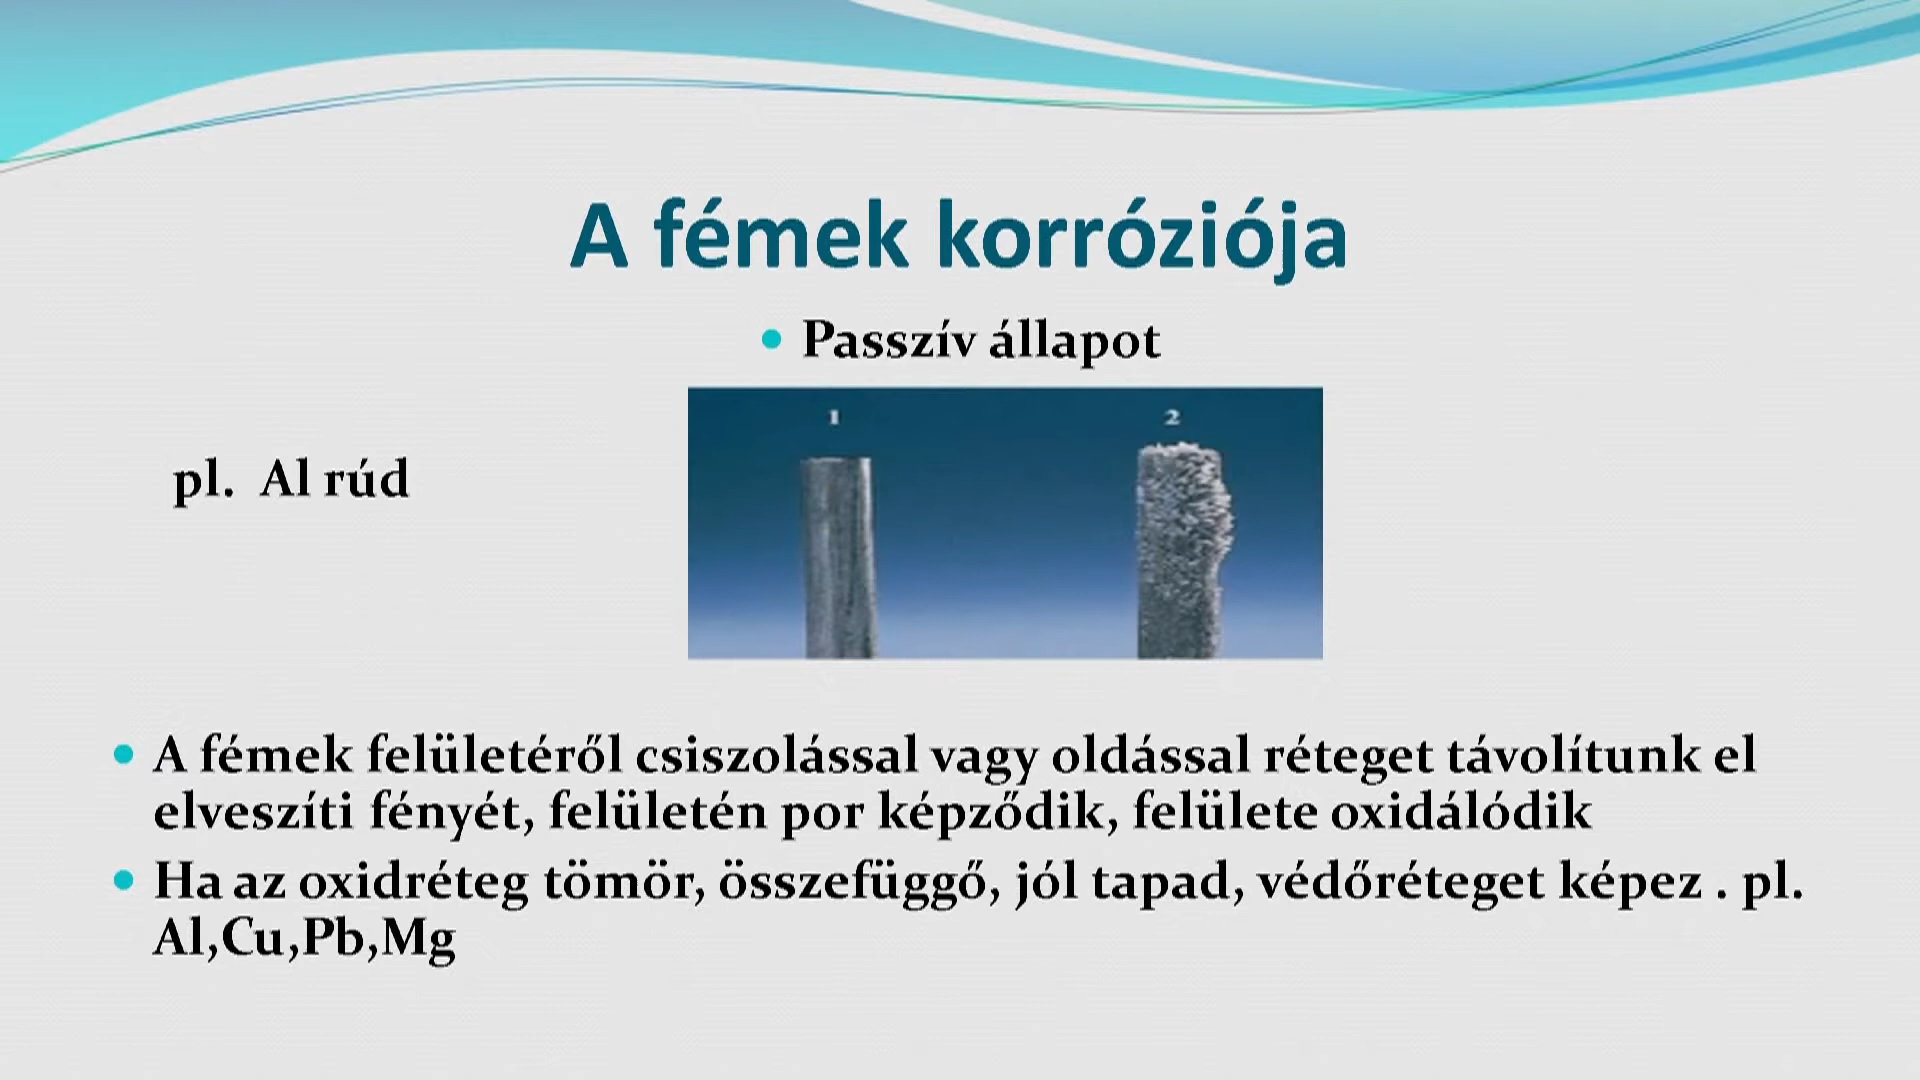 A fémek korróziója
• Passzív állapot
1 2
pl. Al rúd
• A fémek felületéről csiszolással vagy oldással réteget távolítunk el
elveszíti fényét, felületén por képződik, felülete oxidálódik
• Ha az oxidréteg tömör, összefüggő, jól tapad, védőréteget képez . pl.
Al,Cu,Pb,Mg